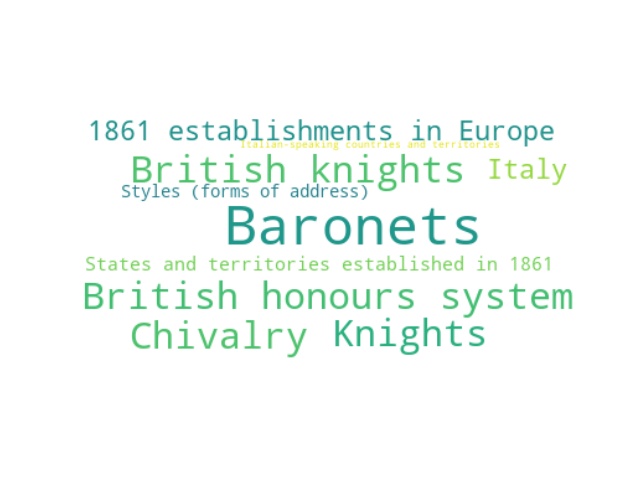 1861 establishments in Europe
Italian-speaking countries and territories
British knights Italy
Styles (forms of address)
Baronets
States and territories established in 1861
British honours system
Chivalry Knights